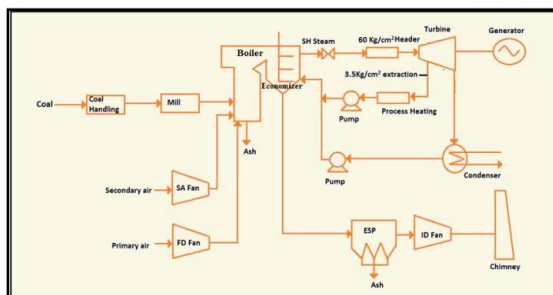 Turbine
Generator
SH Steam
60 Kg/cm² Header
Boiler
3.5Kg/cm² extraction
Economizer
Coal
Coal
Handling
Mill
Pump
Process Heating
Ash
Pump
Condenser
Secondary air
SA Fan
ESP
ID Fan
Primary air
FD Fan
Ash
Chimney